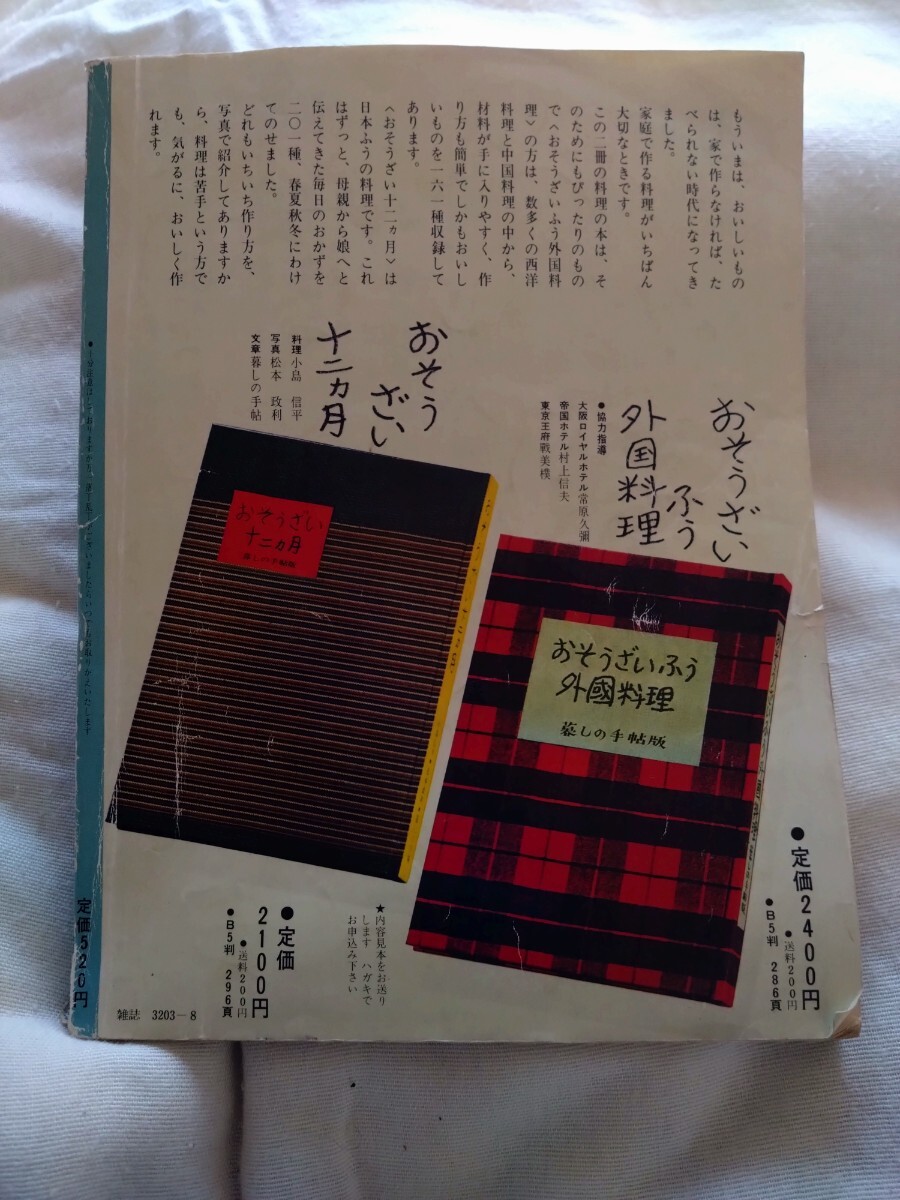 もういまは、おいしいもの
は、家で作らなければ、た
べられない時代になってき
ました。
家庭で作る料理がいちばん
大切なときです。
この二冊の料理の本は、そ
のためにもぴったりのもの
で〈おそうざいふう外国料
理〉の方は、数多くの西洋
料理と中国料理の中から、
材料が手に入りやすく、作
り方も簡単でしかもおいし
いものを一六一種収録して
あります。
〈おそうざい十二ヵ月〉は
日本ふうの料理です。これ
はずっと、母親から娘へと
伝えてきた毎日のおかずを
二〇一種、春夏秋冬にわけ
てのせました。
どれもいちいち作り方を、
写真で紹介してありますか
ら、料理は苦手という方で
も、気がるに、おいしく作
れます。
おそうざい
ふう
外国料理
●協力指導
大阪ロイヤルホテル常原久彌
帝国ホテル村上信夫
東京王府戰美樸
おそう
ざい
十二ヵ月
料理小島 信平
写真松本 政利
文章暮しの手帖
おそうざい
十二ヵ月
暮しの手帖版
おそうざいふう
外國料理
暮しの手帖版
●定価2400円
●送料200円
●B5判 286頁
★内容見本をお送り
します ハガキで
お申込み下さい
●定価
2100円
●送料200円
●B5判 296頁
雑誌 3203-8
定価520円
いつでもお取りかえいたします